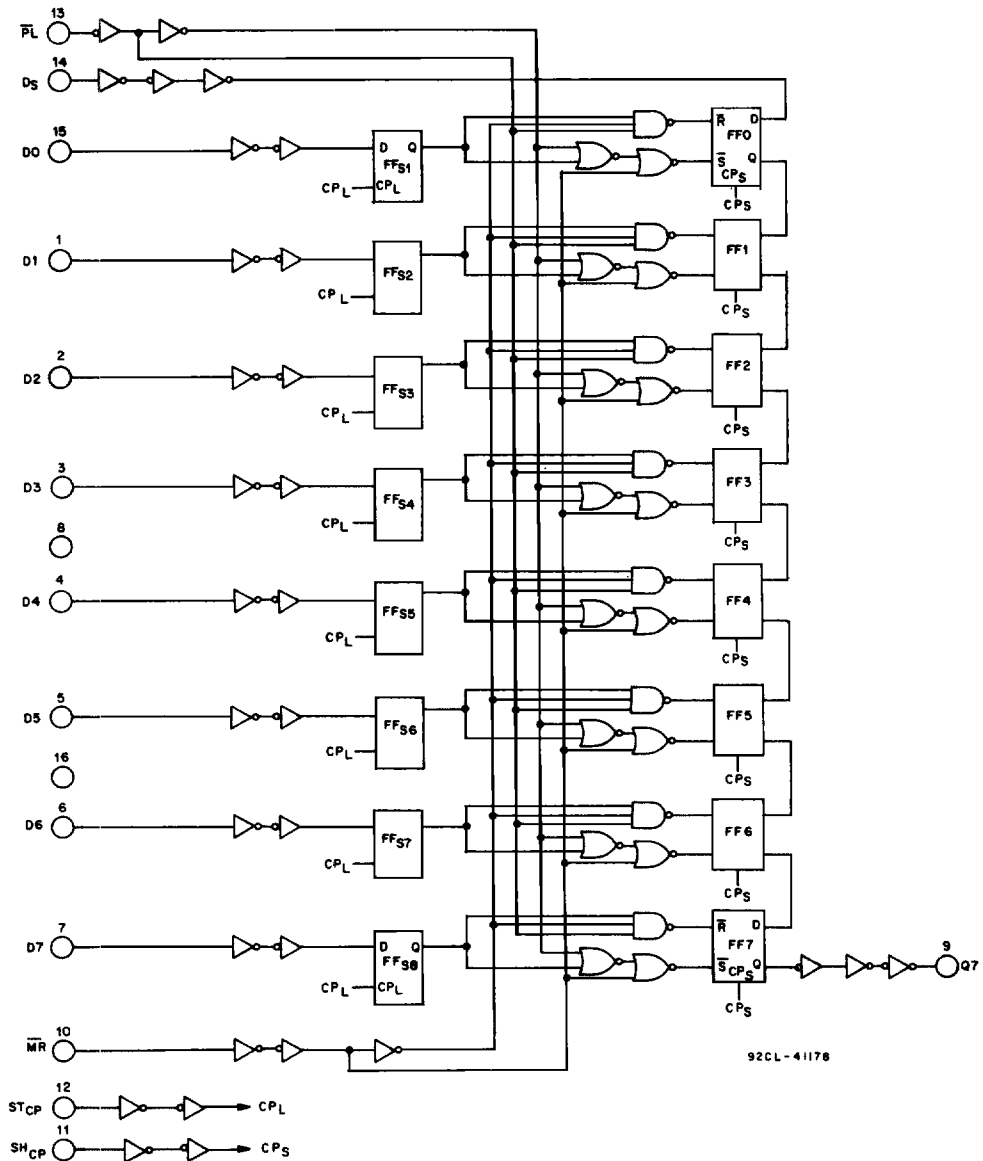 13
PL
14
DS
15
D0
D Q
FFS1
CPL
CPL
R D
FF0
S Q
CPS
CPS
1
D1
FFS2
CPL
FF1
CPS
2
D2
FFS3
CPL
FF2
CPS
3
D3
FFS4
CPL
FF3
CPS
8
4
D4
FFS5
CPL
FF4
CPS
5
D5
FFS6
CPL
FF5
CPS
16
6
D6
FFS7
CPL
FF6
CPS
7
D7
D Q
FFS8
CPL
CPL
R D
FF7
S Q
CPS
CPS
9
Q7
10
MR
92CL-41178
12
STCP
CPL
11
SHCP
CPS